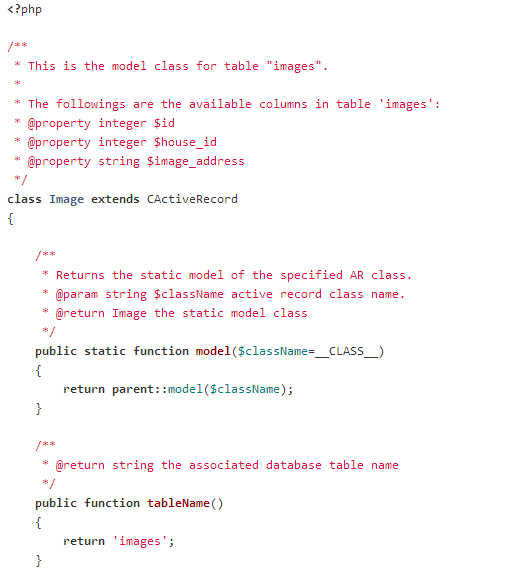 <?php
/**
 * This is the model class for table "images".
 *
 * The followings are the available columns in table 'images':
 * @property integer $id
 * @property integer $house_id
 * @property string $image_address
 */
class Image extends CActiveRecord
{
    /**
     * Returns the static model of the specified AR class.
     * @param string $className active record class name.
     * @return Image the static model class
     */
    public static function model($className=__CLASS__)
    {
        return parent::model($className);
    }
    /**
     * @return string the associated database table name
     */
    public function tableName()
    {
        return 'images';
    }